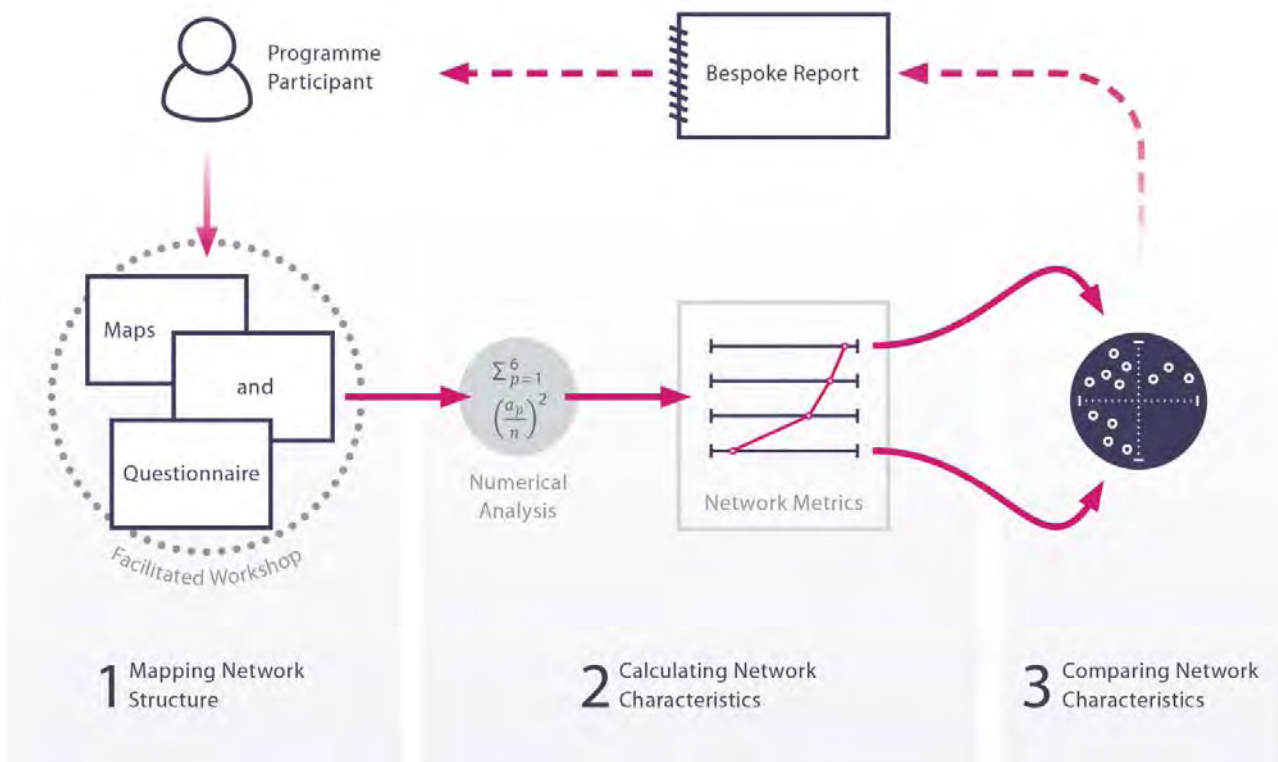 Programme
Participant
Bespoke Report
Maps
and
Questionnaire
Facilitated Workshop
∑⁶ₚ₌₁
(aₚ/n)²
Numerical
Analysis
Network Metrics
1 Mapping Network
Structure
2 Calculating Network
Characteristics
3 Comparing Network
Characteristics